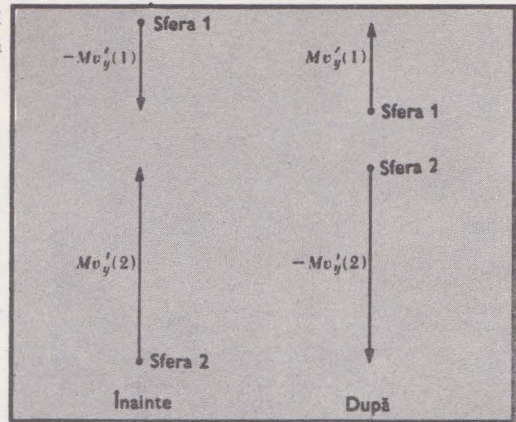 Sfera 1
−Mv′y(1)
Mv′y(1)
Sfera 1
Sfera 2
Mv′y(2)
−Mv′y(2)
Sfera 2
Înainte
După